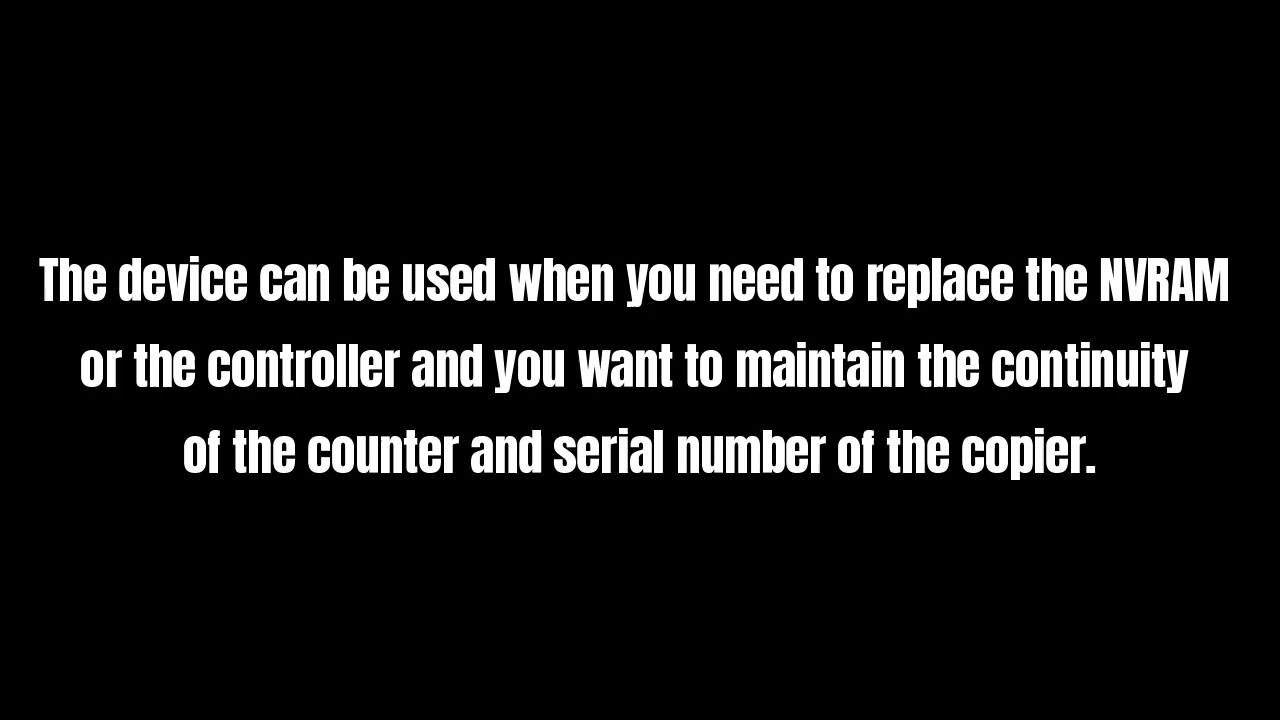 The device can be used when you need to replace the NVRAM
or the controller and you want to maintain the continuity
of the counter and serial number of the copier.